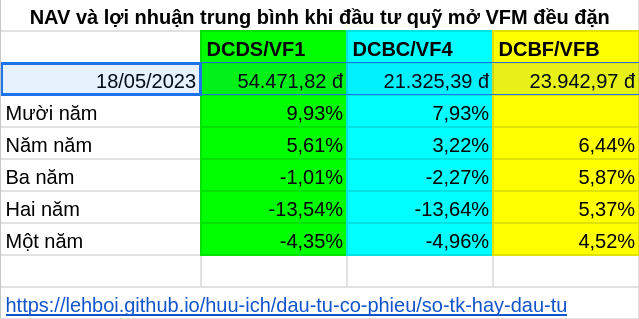 NAV và lợi nhuận trung bình khi đầu tư quỹ mở VFM đều đặn
DCDS/VF1 DCBC/VF4 DCBF/VFB
18/05/2023 54.471,82 đ 21.325,39 đ 23.942,97 đ
Mười năm 9,93% 7,93%
Năm năm 5,61% 3,22% 6,44%
Ba năm -1,01% -2,27% 5,87%
Hai năm -13,54% -13,64% 5,37%
Một năm -4,35% -4,96% 4,52%
https://lehboi.github.io/huu-ich/dau-tu-co-phieu/so-tk-hay-dau-tu